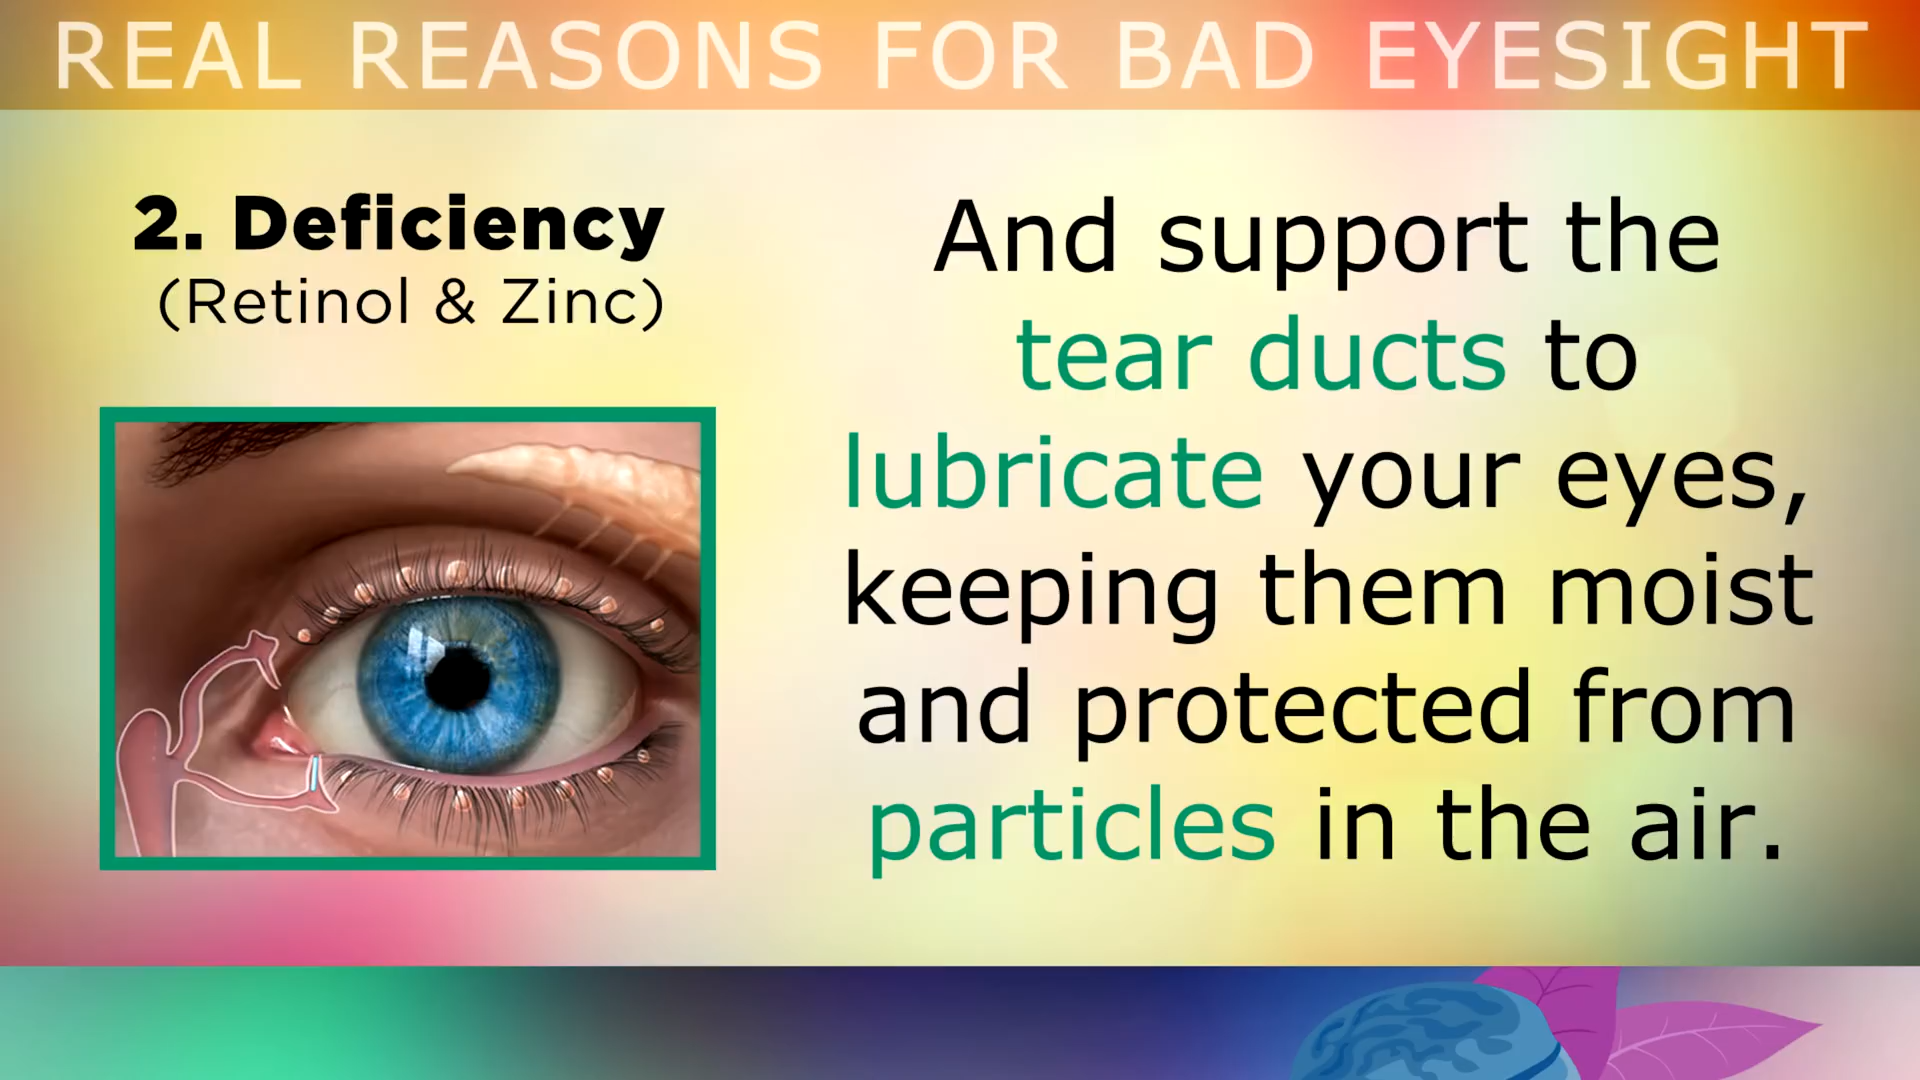 REAL REASONS FOR BAD EYESIGHT
2. Deficiency
(Retinol & Zinc)
And support the
tear ducts to
lubricate your eyes,
keeping them moist
and protected from
particles in the air.